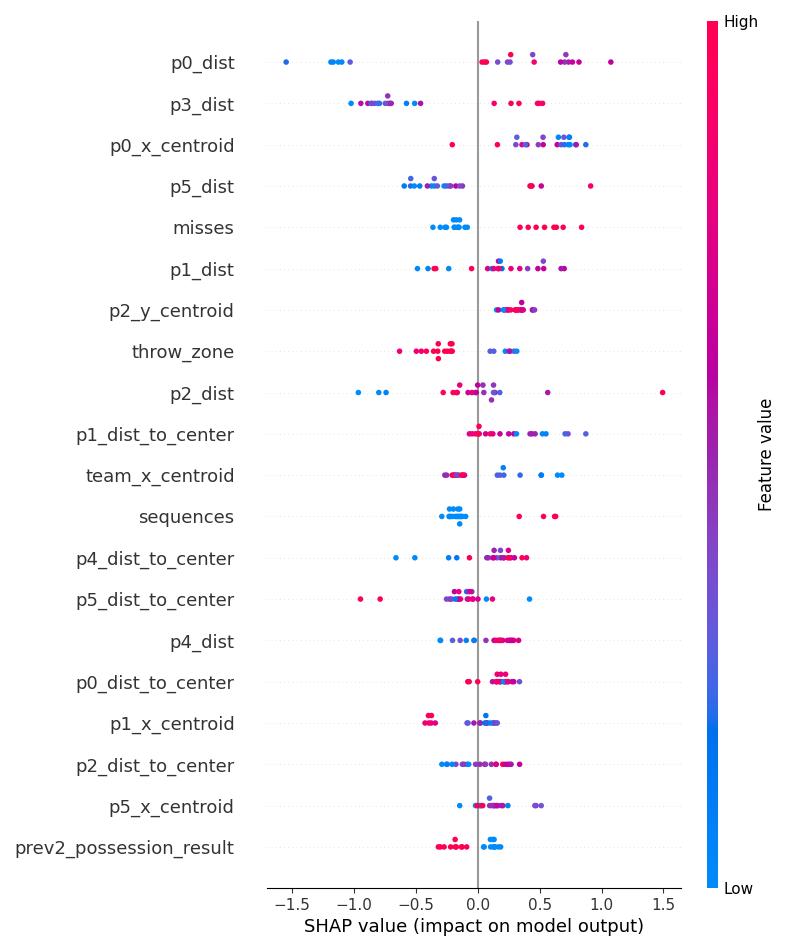 High
p0_dist
p3_dist
p0_x_centroid
p5_dist
misses
p1_dist
p2_y_centroid
throw_zone
p2_dist
p1_dist_to_center
team_x_centroid
sequences
p4_dist_to_center
p5_dist_to_center
p4_dist
p0_dist_to_center
p1_x_centroid
p2_dist_to_center
p5_x_centroid
prev2_possession_result
Feature value
Low
−1.5 −1.0 −0.5 0.0 0.5 1.0 1.5
SHAP value (impact on model output)